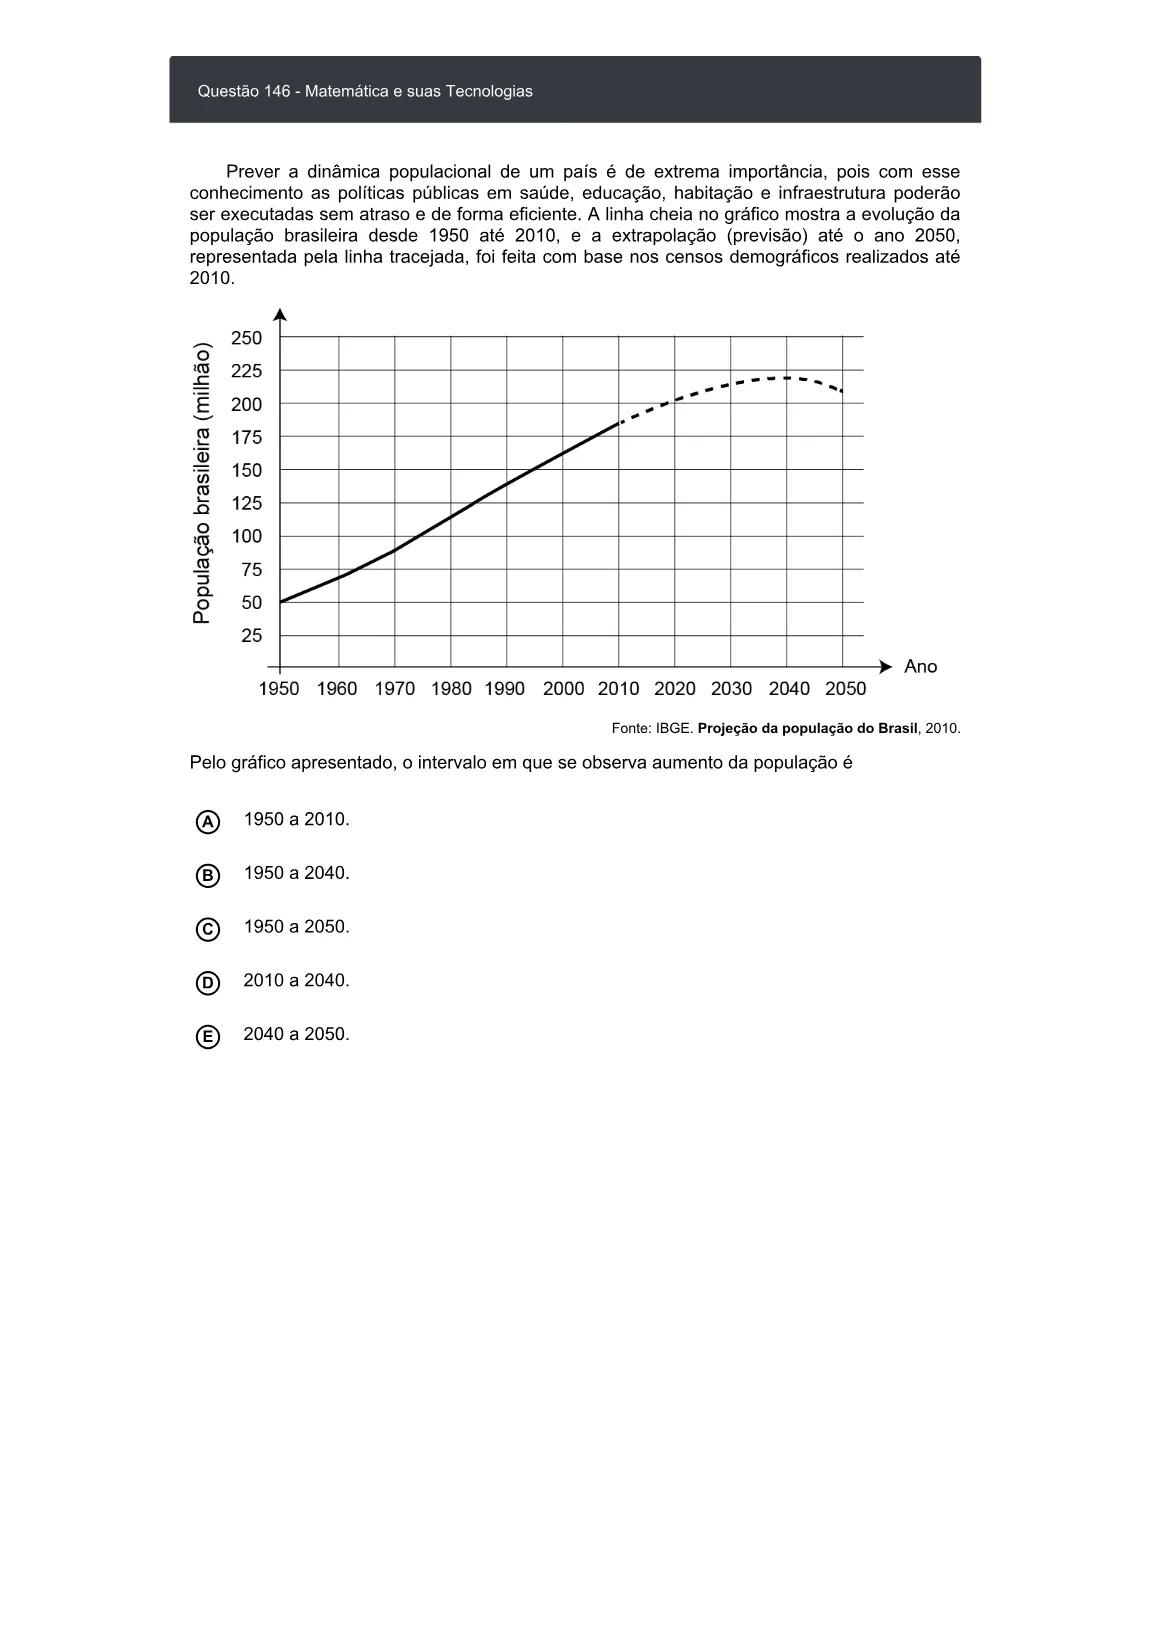 Questão 146 - Matemática e suas Tecnologias
Prever a dinâmica populacional de um país é de extrema importância, pois com esse
conhecimento as políticas públicas em saúde, educação, habitação e infraestrutura poderão
ser executadas sem atraso e de forma eficiente. A linha cheia no gráfico mostra a evolução da
população brasileira desde 1950 até 2010, e a extrapolação (previsão) até o ano 2050,
representada pela linha tracejada, foi feita com base nos censos demográficos realizados até
2010.
População brasileira (milhão)
250
225
200
175
150
125
100
75
50
25
Ano
1950 1960 1970 1980 1990 2000 2010 2020 2030 2040 2050
Fonte: IBGE. Projeção da população do Brasil, 2010.
Pelo gráfico apresentado, o intervalo em que se observa aumento da população é
A 1950 a 2010.
B 1950 a 2040.
C 1950 a 2050.
D 2010 a 2040.
E 2040 a 2050.